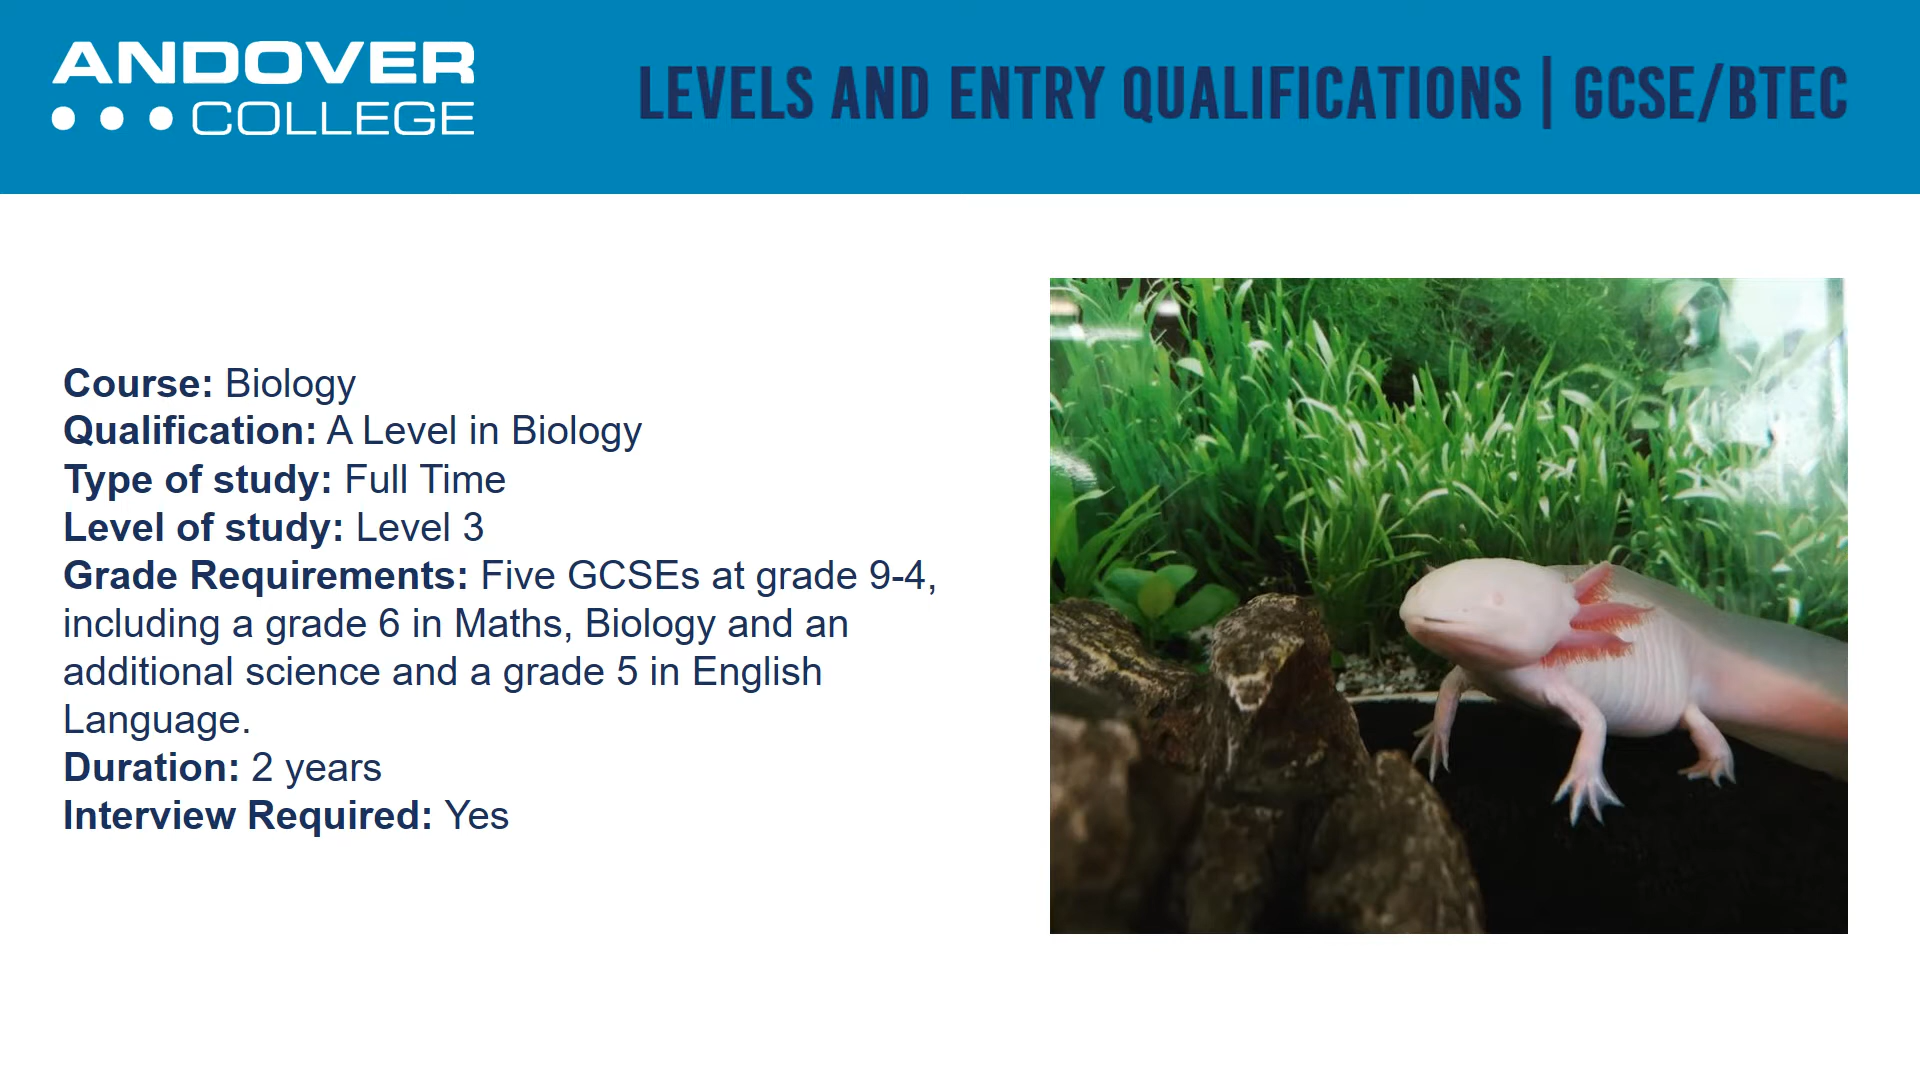 ANDOVER
COLLEGE
LEVELS AND ENTRY QUALIFICATIONS | GCSE/BTEC
Course: Biology
Qualification: A Level in Biology
Type of study: Full Time
Level of study: Level 3
Grade Requirements: Five GCSEs at grade 9-4,
including a grade 6 in Maths, Biology and an
additional science and a grade 5 in English
Language.
Duration: 2 years
Interview Required: Yes